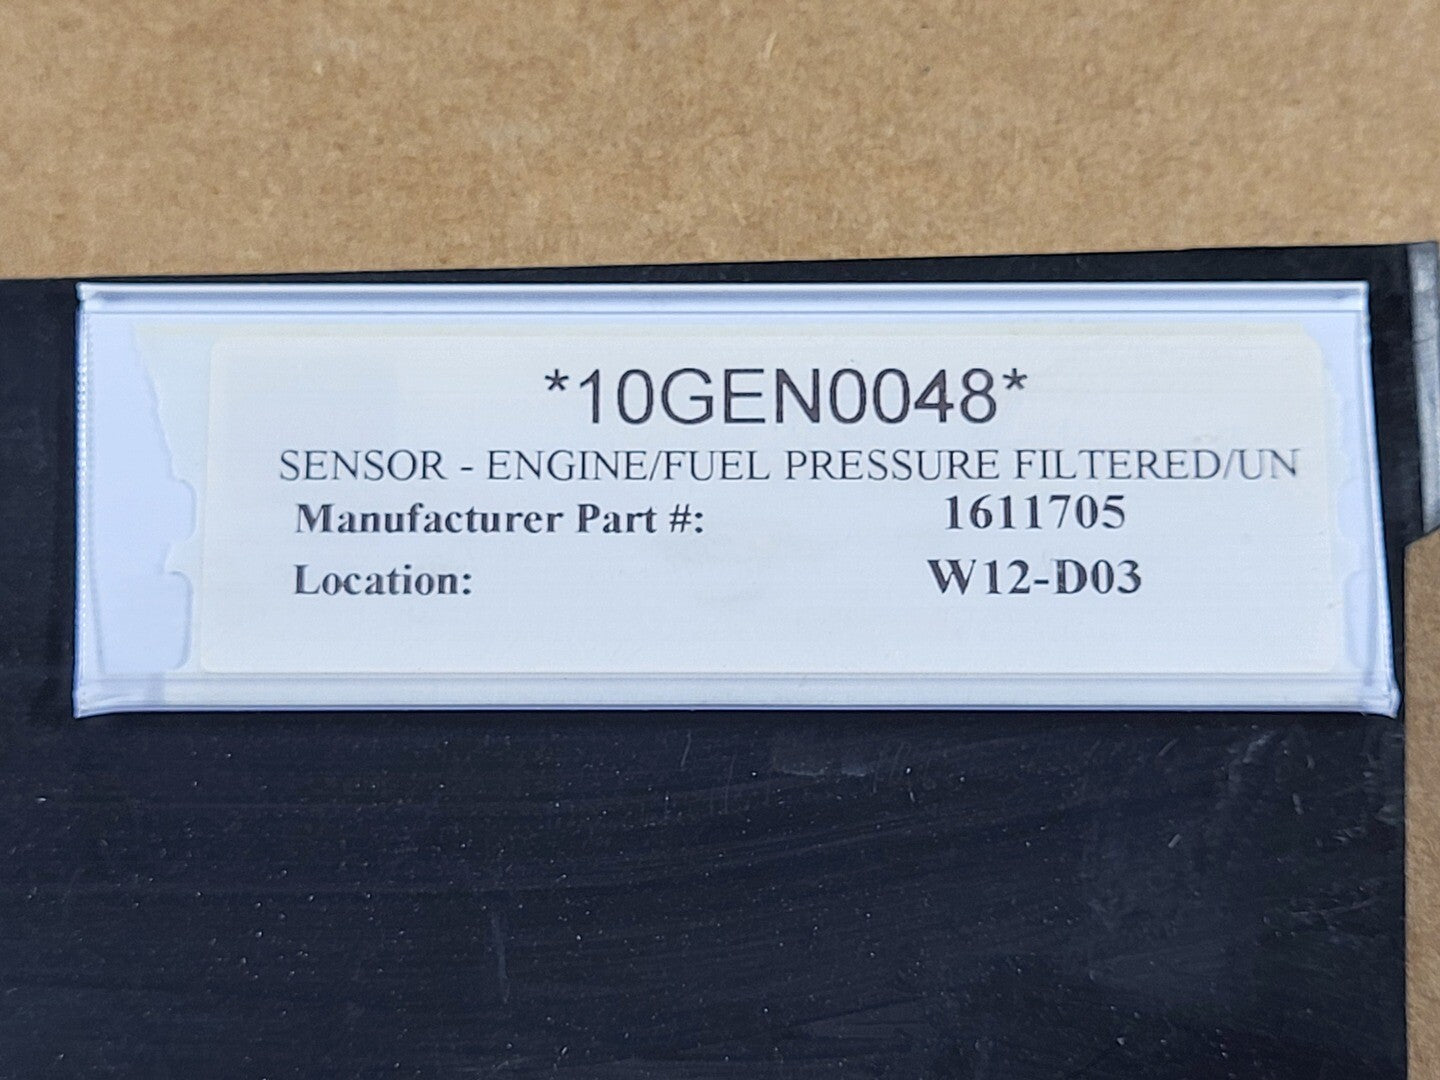 *10GEN0048*
SENSOR - ENGINE/FUEL PRESSURE FILTERED/UN
Manufacturer Part #: 1611705
Location: W12-D03